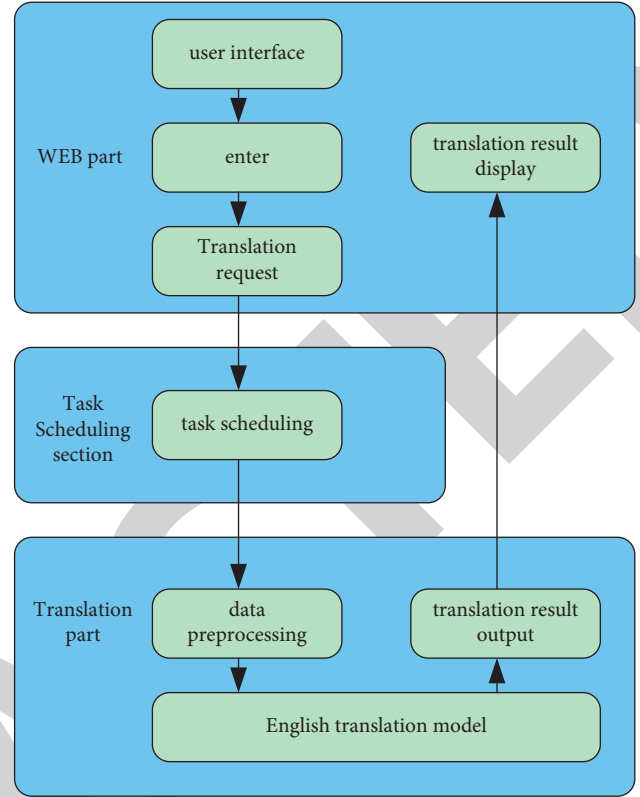 user interface
WEB part
enter
translation result
display
Translation
request
Task
Scheduling
section
task scheduling
Translation
part
data
preprocessing
translation result
output
English translation model